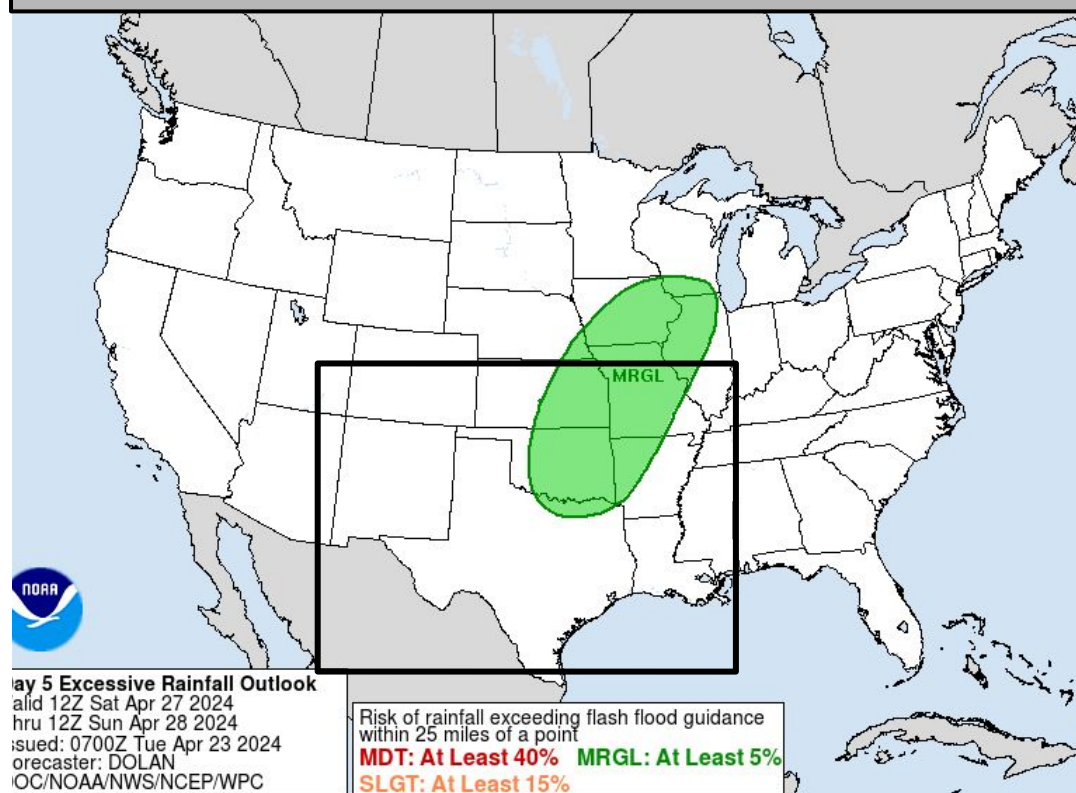 MRGL
NOAA
ay 5 Excessive Rainfall Outlook
alid 12Z Sat Apr 27 2024
hru 12Z Sun Apr 28 2024
ssued: 0700Z Tue Apr 23 2024
orecaster: DOLAN
OC/NOAA/NWS/NCEP/WPC
Risk of rainfall exceeding flash flood guidance
within 25 miles of a point
MDT: At Least 40% MRGL: At Least 5%
SLGT: At Least 15%